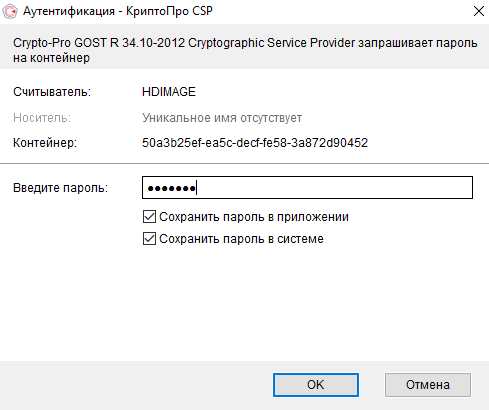 Аутентификация - КриптоПро CSP
Crypto-Pro GOST R 34.10-2012 Cryptographic Service Provider запрашивает пароль
на контейнер
Считыватель: HDIMAGE
Носитель: Уникальное имя отсутствует
Контейнер: 50a3b25ef-ea5c-decf-fe58-3a872d90452
Введите пароль: ●●●●●●●
Сохранить пароль в приложении
Сохранить пароль в системе
OK Отмена